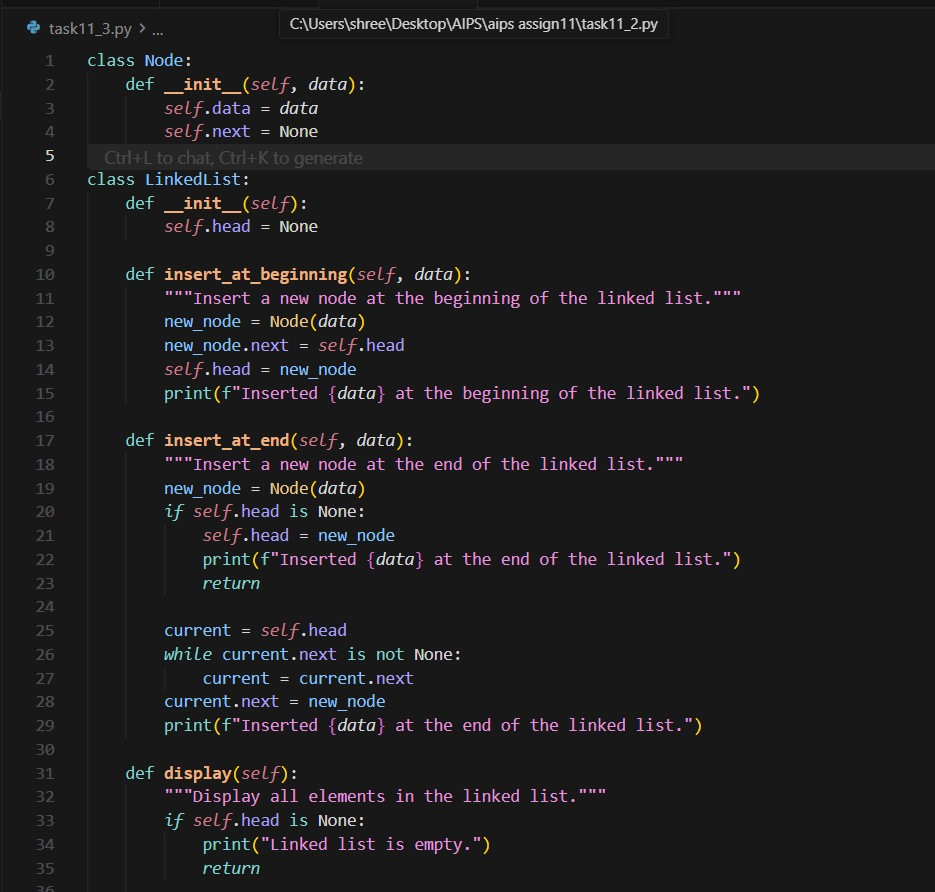 C:\Users\shree\Desktop\AIPS\aips assign11\task11_2.py
task11_3.py > ...
1 class Node:
2     def __init__(self, data):
3         self.data = data
4         self.next = None
5 Ctrl+L to chat, Ctrl+K to generate
6 class LinkedList:
7     def __init__(self):
8         self.head = None
9
10     def insert_at_beginning(self, data):
11         """Insert a new node at the beginning of the linked list."""
12         new_node = Node(data)
13         new_node.next = self.head
14         self.head = new_node
15         print(f"Inserted {data} at the beginning of the linked list.")
16
17     def insert_at_end(self, data):
18         """Insert a new node at the end of the linked list."""
19         new_node = Node(data)
20         if self.head is None:
21             self.head = new_node
22             print(f"Inserted {data} at the end of the linked list.")
23             return
24
25         current = self.head
26         while current.next is not None:
27             current = current.next
28         current.next = new_node
29         print(f"Inserted {data} at the end of the linked list.")
30
31     def display(self):
32         """Display all elements in the linked list."""
33         if self.head is None:
34             print("Linked list is empty.")
35             return
36